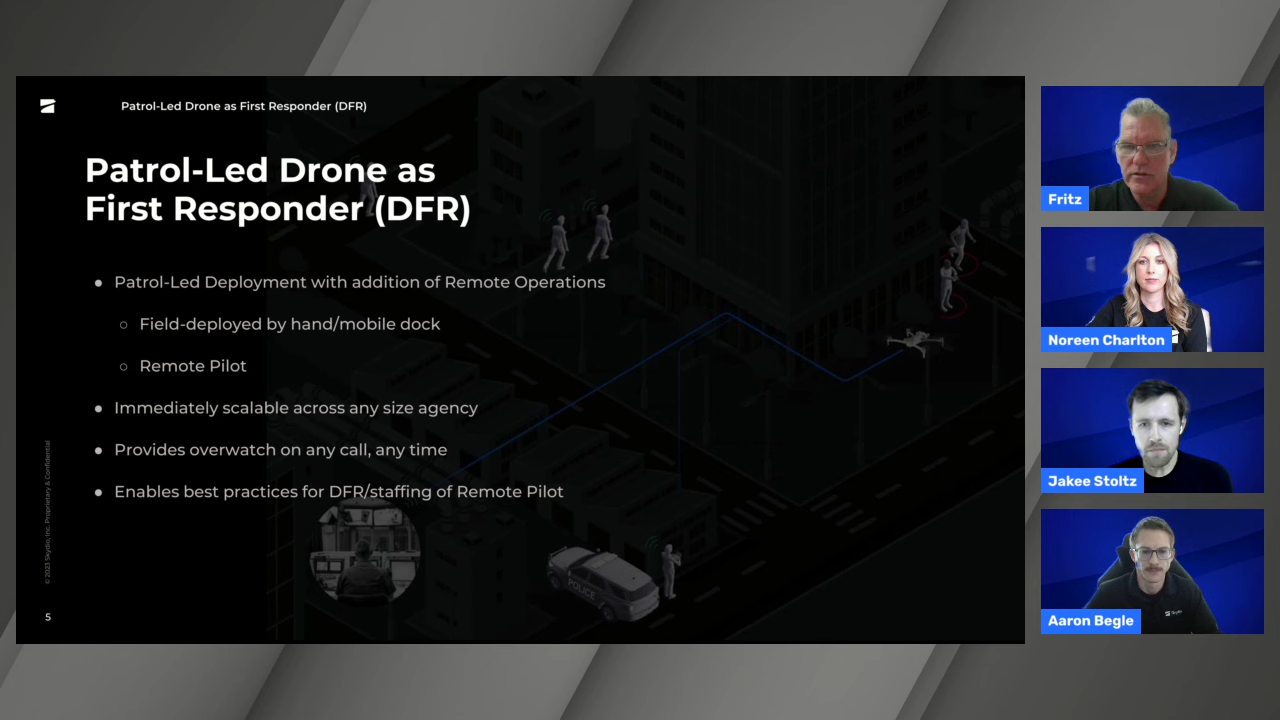 Patrol-Led Drone as First Responder (DFR)
Patrol-Led Drone as
First Responder (DFR)
● Patrol-Led Deployment with addition of Remote Operations
○ Field-deployed by hand/mobile dock
○ Remote Pilot
● Immediately scalable across any size agency
● Provides overwatch on any call, any time
● Enables best practices for DFR/staffing of Remote Pilot
© 2023 Skydio, Inc. Proprietary & Confidential
5
POLICE
Fritz
Noreen Charlton
Jakee Stoltz
Aaron Begle
Skydio